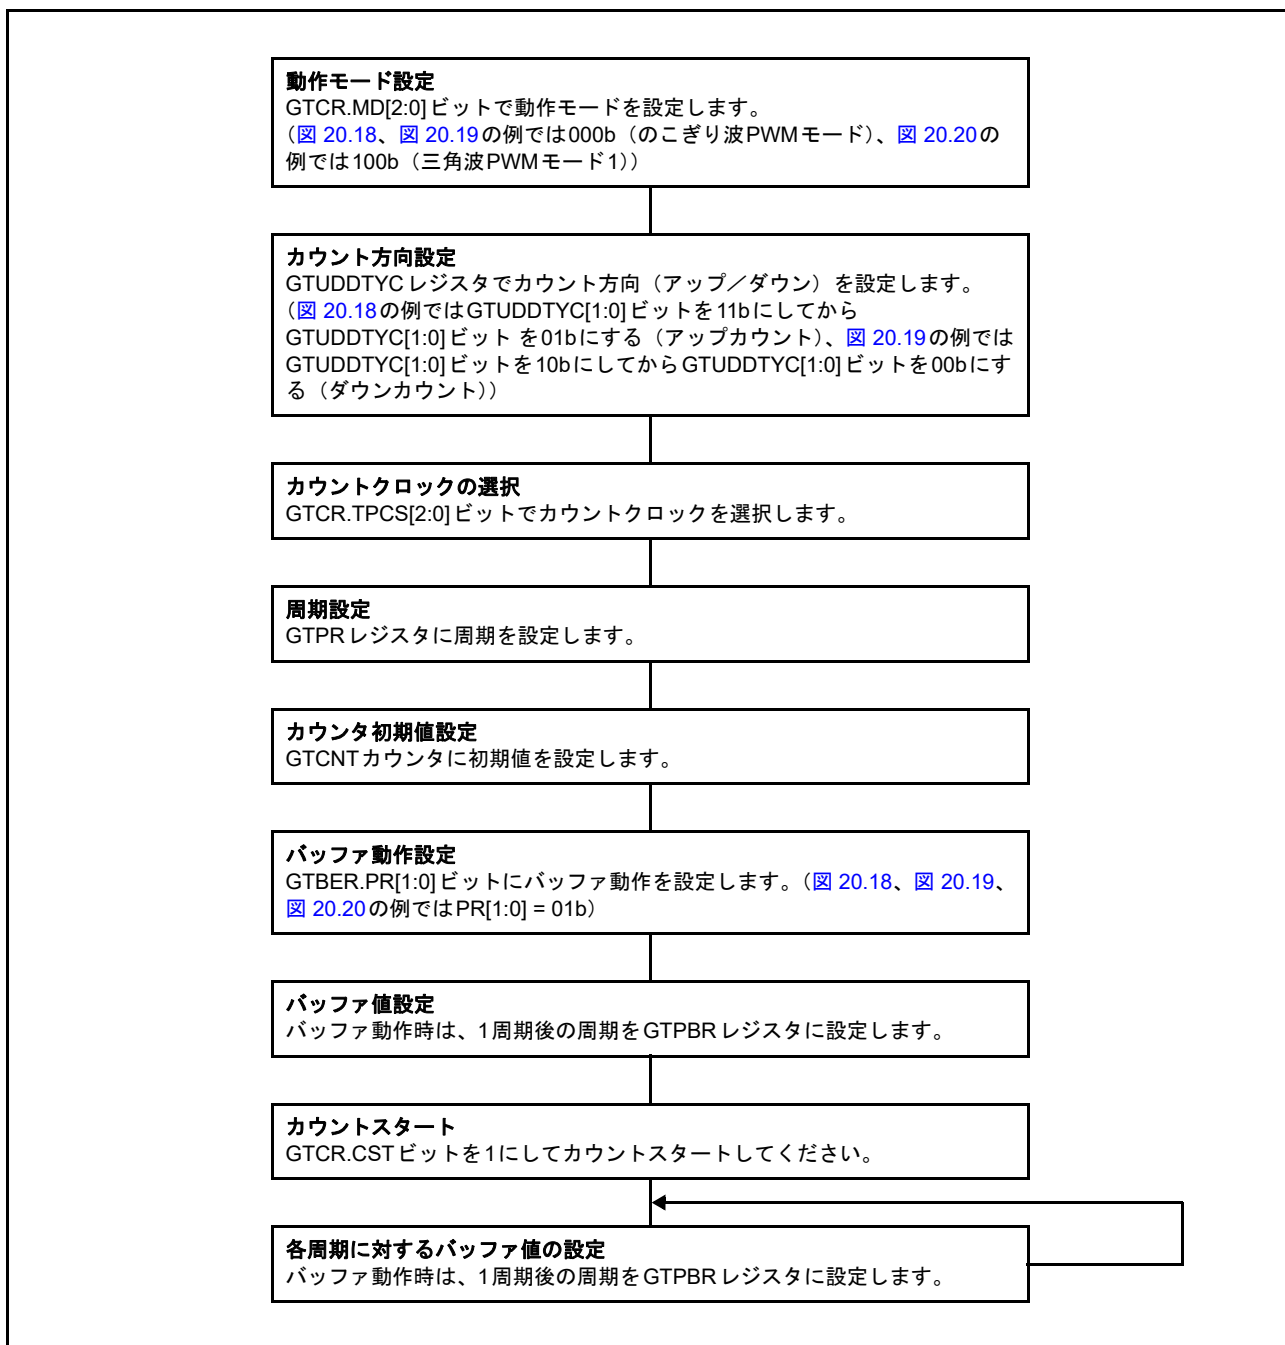 動作モード設定
GTCR.MD[2:0]ビットで動作モードを設定します。
（図 20.18、図 20.19の例では000b（のこぎり波PWMモード）、図 20.20の
例では100b（三角波PWMモード1））
カウント方向設定
GTUDDTYCレジスタでカウント方向（アップ／ダウン）を設定します。
（図 20.18の例ではGTUDDTYC[1:0]ビットを11bにしてから
GTUDDTYC[1:0]ビット を01bにする（アップカウント）、図 20.19の例では
GTUDDTYC[1:0]ビットを10bにしてからGTUDDTYC[1:0]ビットを00bにす
る（ダウンカウント））
カウントクロックの選択
GTCR.TPCS[2:0]ビットでカウントクロックを選択します。
周期設定
GTPRレジスタに周期を設定します。
カウンタ初期値設定
GTCNTカウンタに初期値を設定します。
バッファ動作設定
GTBER.PR[1:0]ビットにバッファ動作を設定します。（図 20.18、図 20.19、
図 20.20の例ではPR[1:0] = 01b）
バッファ値設定
バッファ動作時は、1周期後の周期をGTPBRレジスタに設定します。
カウントスタート
GTCR.CSTビットを1にしてカウントスタートしてください。
各周期に対するバッファ値の設定
バッファ動作時は、1周期後の周期をGTPBRレジスタに設定します。